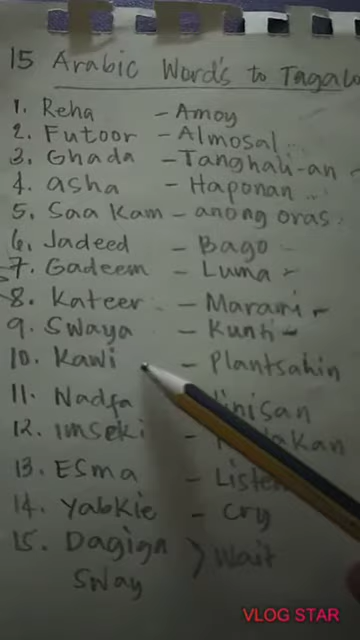 15 Arabic Word's to Tagalo
1. Reha - Amoy
2. Futoor - Almosal
3. Ghada - Tanghali-an
4. asha - Haponan
5. Saa Kam - anong oras
6. Jadeed - Bago
7. Gadeem - Luma
8. Kateer - Marami
9. Swaya - Kunti
10. Kawi - Plantsahin
11. Nadfa
12. imseki -
13. ESma - Listen
14. Yabkie - Cry
15. Dagiga > Wait
Sway
VLOG STAR